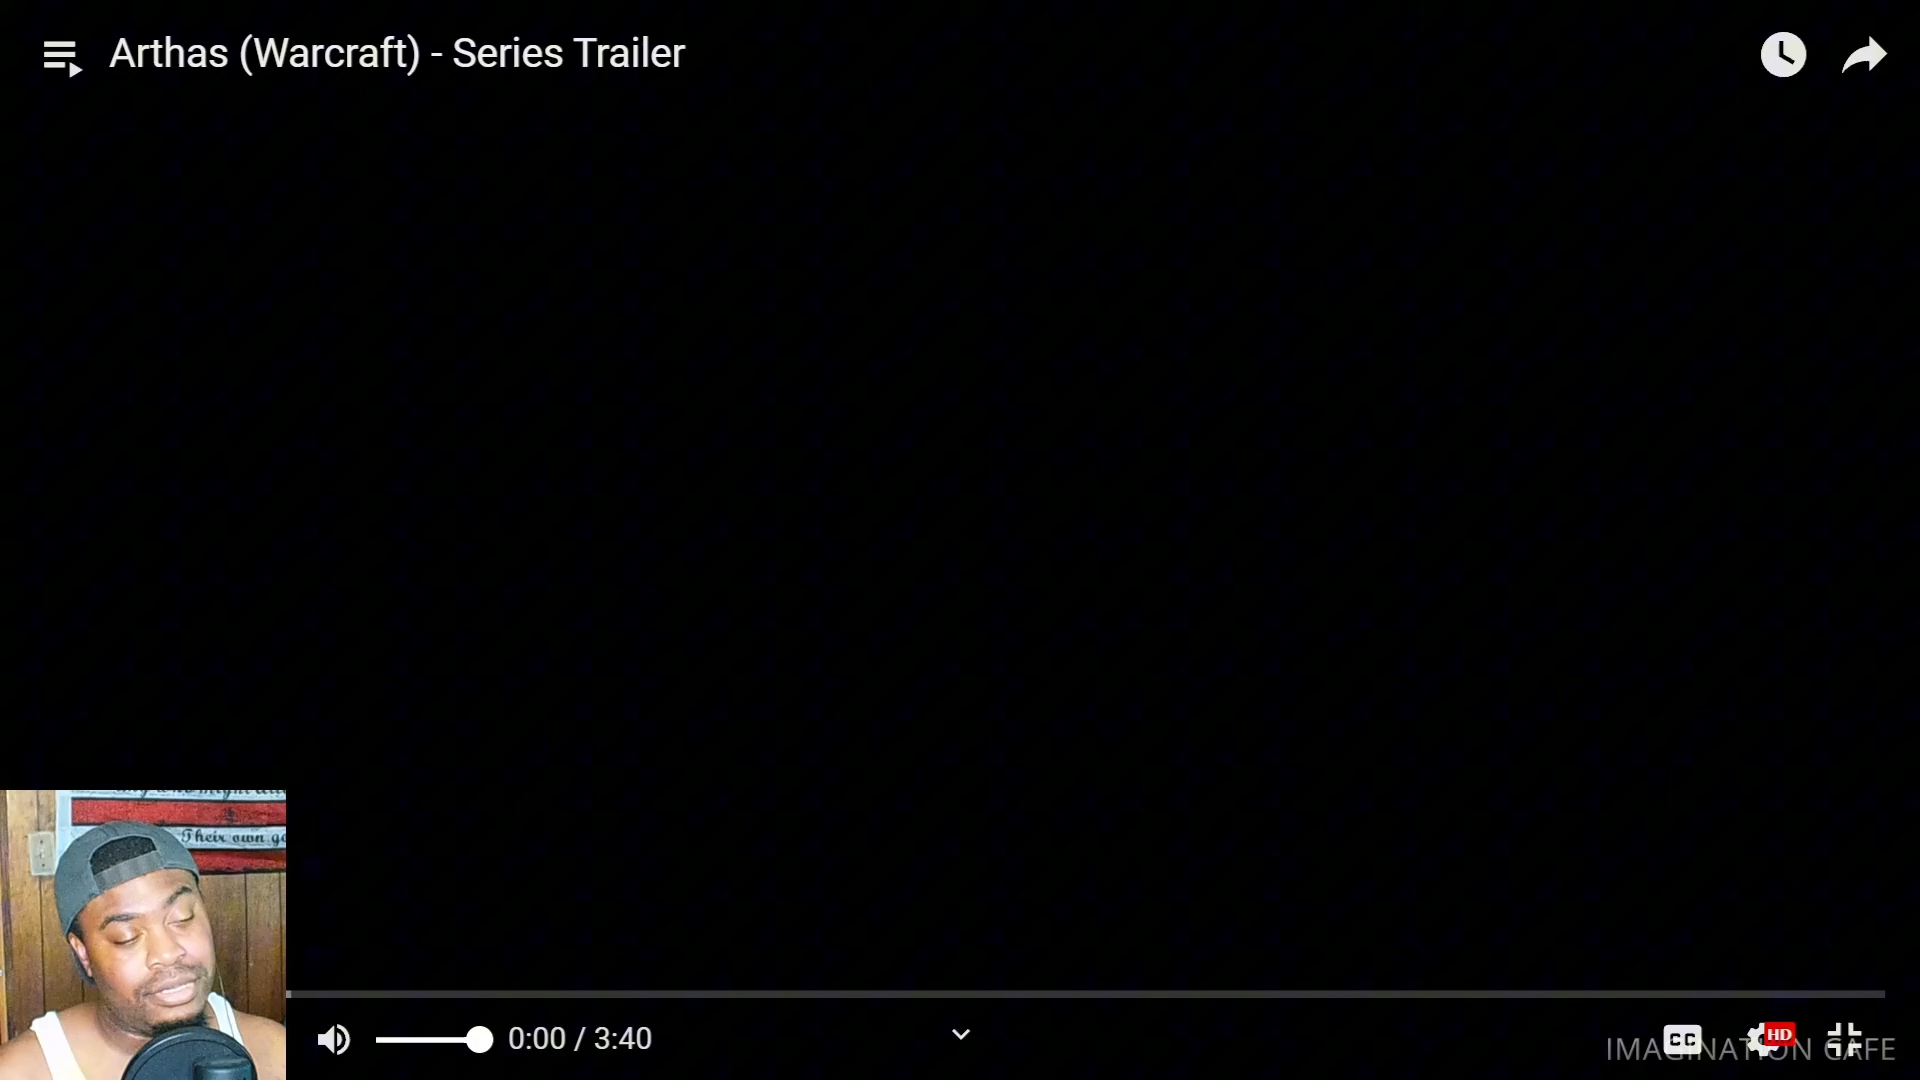 Arthas (Warcraft) - Series Trailer
Their own
0:00 / 3:40
CC
HD
IMAGINATION CAFE